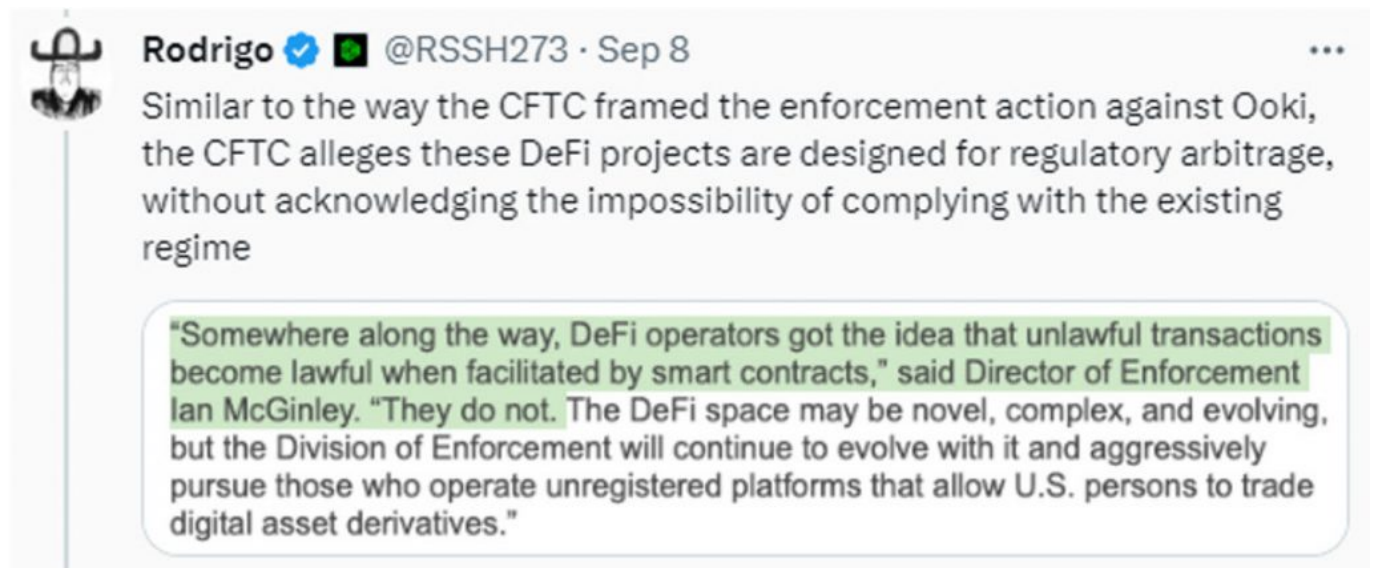 Rodrigo @RSSH273 · Sep 8
Similar to the way the CFTC framed the enforcement action against Ooki,
the CFTC alleges these DeFi projects are designed for regulatory arbitrage,
without acknowledging the impossibility of complying with the existing
regime
“Somewhere along the way, DeFi operators got the idea that unlawful transactions
become lawful when facilitated by smart contracts,” said Director of Enforcement
Ian McGinley. “They do not. The DeFi space may be novel, complex, and evolving,
but the Division of Enforcement will continue to evolve with it and aggressively
pursue those who operate unregistered platforms that allow U.S. persons to trade
digital asset derivatives.”